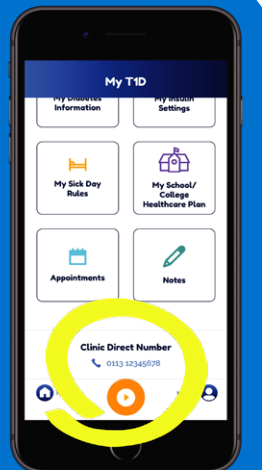 My T1D
My Diabetes
Information
My Insulin
Settings
My Sick Day
Rules
My School/
College
Healthcare Plan
Appointments
Notes
Clinic Direct Number
0113 12345678